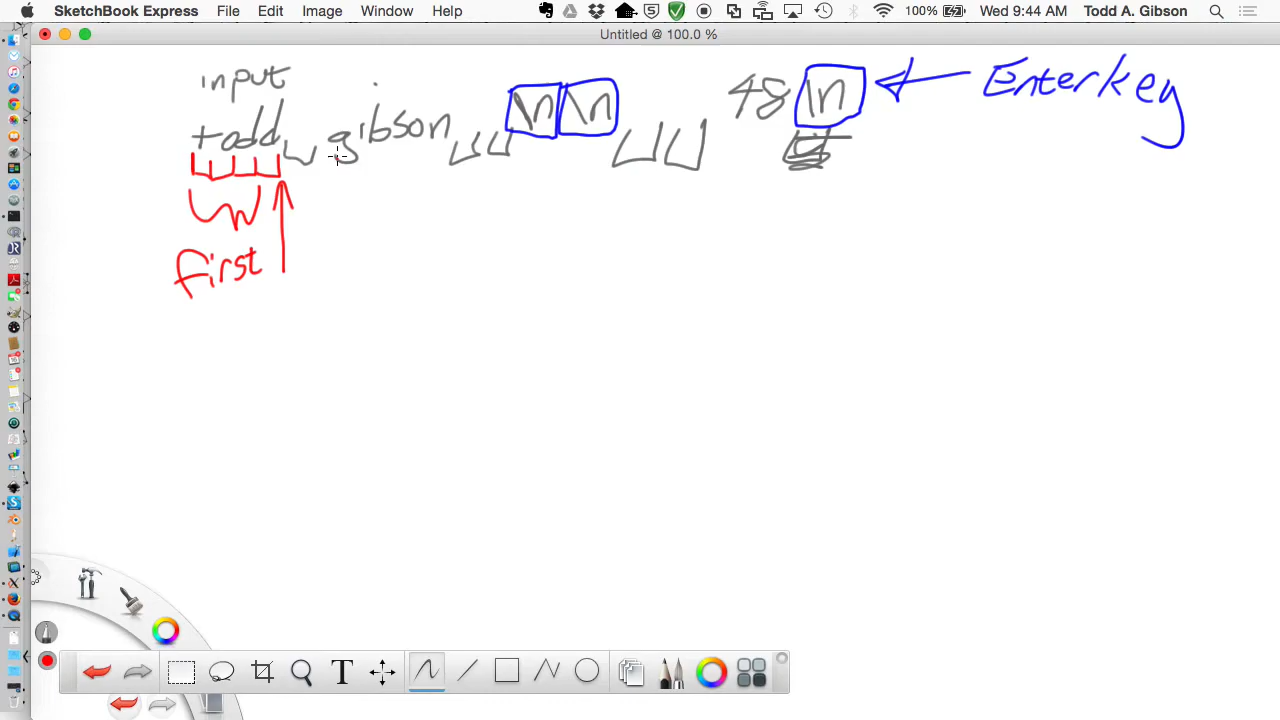 SketchBook Express File Edit Image Window Help 100% Wed 9:44 AM Todd A. Gibson
Untitled @ 100.0 %
input
todd␣gibson␣␣\n\n␣␣48\n Enter key
first
T